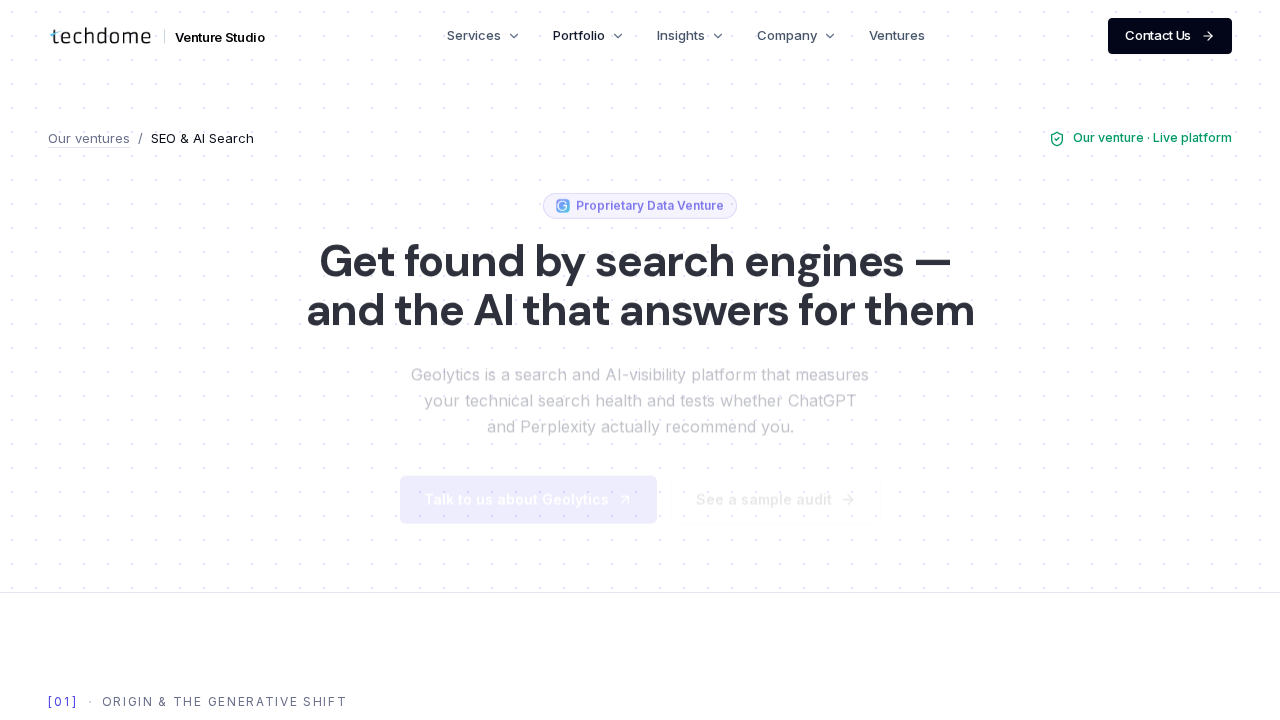 techdome Venture Studio
Services Portfolio Insights Company Ventures
Contact Us
Our ventures / SEO & AI Search
Our venture · Live platform
Proprietary Data Venture
Get found by search engines —
and the AI that answers for them
Geolytics is a search and AI-visibility platform that measures
your technical search health and tests whether ChatGPT
and Perplexity actually recommend you.
Talk to us about Geolytics
See a sample audit
[01] · ORIGIN & THE GENERATIVE SHIFT